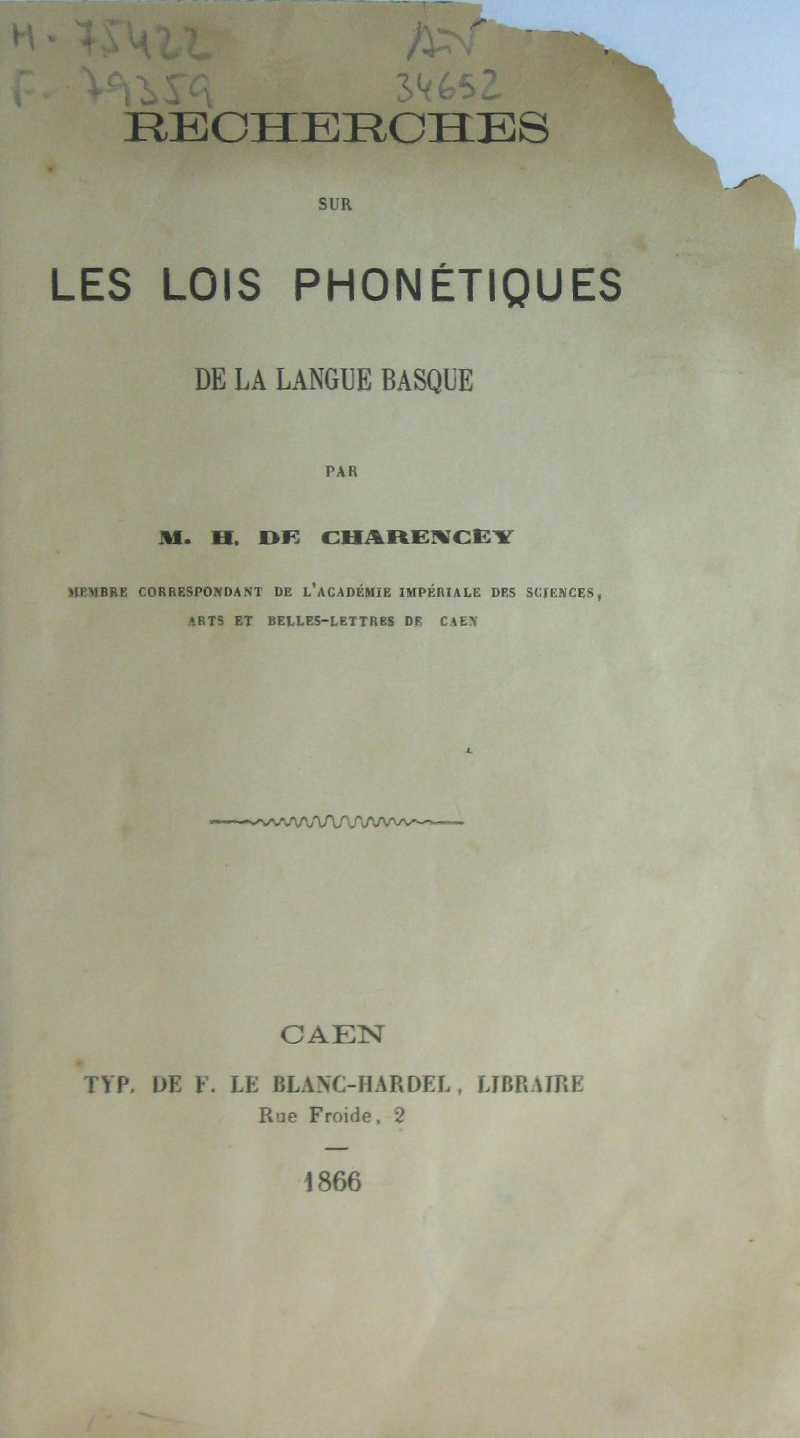 M. 75422 AN
F. 79359 34652
RECHERCHES
SUR
LES LOIS PHONÉTIQUES
DE LA LANGUE BASQUE
PAR
M. H. DE CHARENCEY
MEMBRE CORRESPONDANT DE L'ACADÉMIE IMPÉRIALE DES SCIENCES,
ARTS ET BELLES-LETTRES DE CAEN
CAEN
TYP. DE F. LE BLANC-HARDEL, LIBRAIRE
Rue Froide, 2
1866